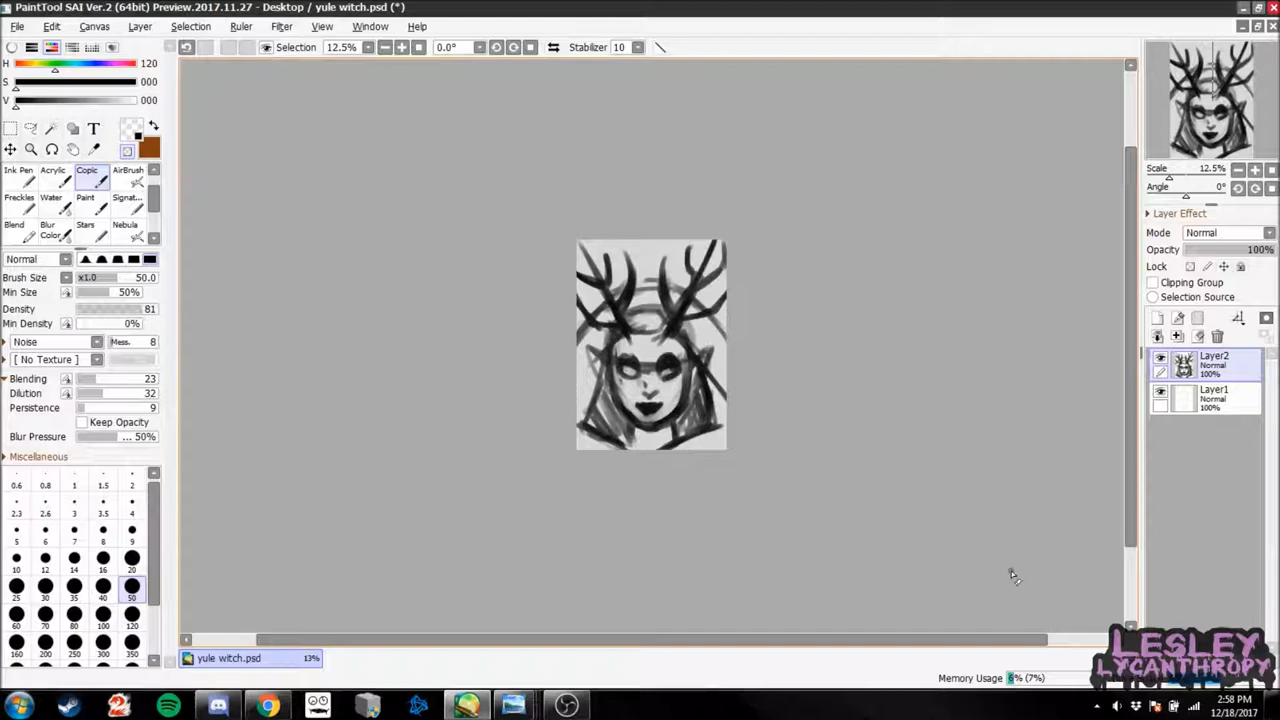 PaintTool SAI Ver.2 (64bit) Preview.2017.11.27 - Desktop / yule witch.psd (*)
File Edit Canvas Layer Selection Ruler Filter View Window Help
Selection 12.5% 0.0° Stabilizer 10
H 120
S 000
V 000
T
Ink Pen Acrylic Copic AirBrush
Freckles Water Paint Signat...
Blend Blur Color Stars Nebula
Normal
Brush Size x1.0 50.0
Min Size 50%
Density 81
Min Density 0%
Noise Mess. 8
[ No Texture ]
Blending 23
Dilution 32
Persistence 9
Keep Opacity
Blur Pressure ... 50%
Miscellaneous
0.6 0.8 1 1.5 2
2.3 2.6 3 3.5 4
5 6 7 8 9
10 12 14 16 20
25 30 35 40 50
60 70 80 100 120
160 200 250 300 350
Scale 12.5%
Angle 0°
Layer Effect
Mode Normal
Opacity 100%
Lock
Clipping Group
Selection Source
Layer2
Normal
100%
Layer1
Normal
100%
yule witch.psd 13%
Memory Usage 6% (7%)
LESLEY
LYCANTHROPY
2:58 PM
12/18/2017